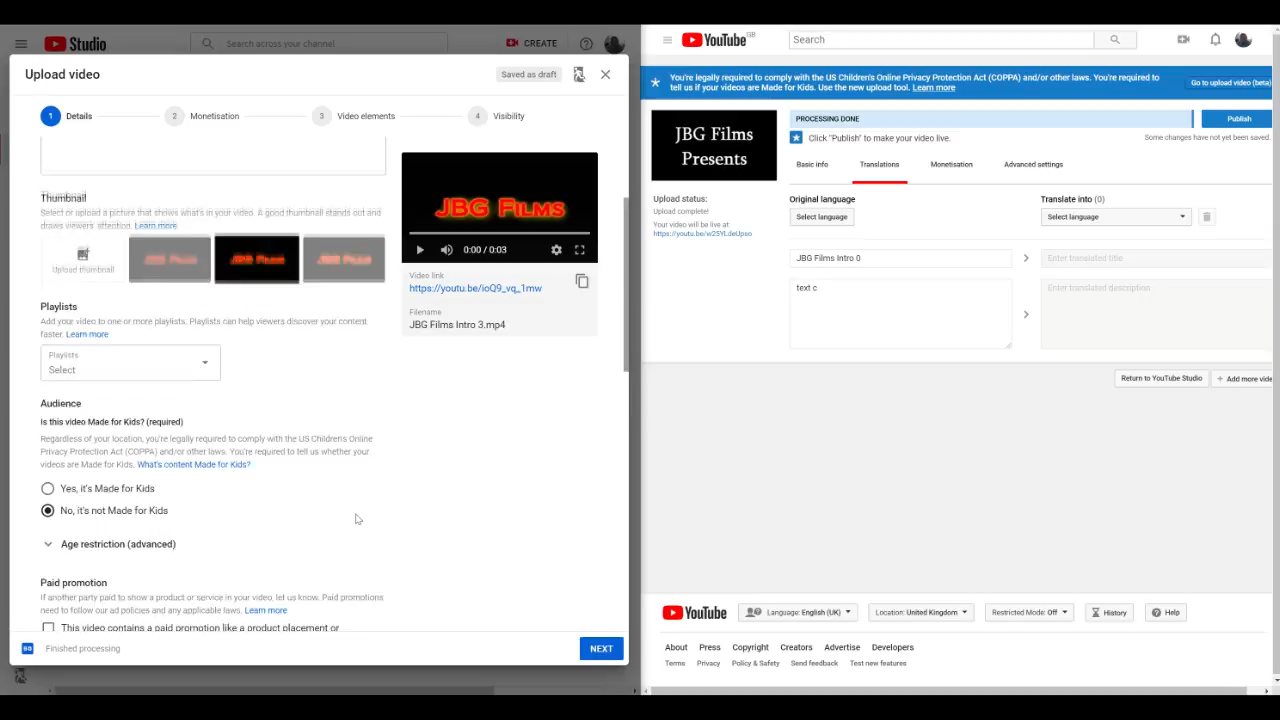 Studio
Search across your channel
CREATE
Upload video
Saved as draft
1 Details
2 Monetisation
3 Video elements
4 Visibility
Thumbnail
Select or upload a picture that shows what's in your video. A good thumbnail stands out and
draws viewers' attention. Learn more
Upload thumbnail
JBG Films
JBG Films
JBG Films
JBG Films
0:00 / 0:03
Video link
https://youtu.be/ioQ9_vq_1mw
Filename
JBG Films Intro 3.mp4
Playlists
Add your video to one or more playlists. Playlists can help viewers discover your content
faster. Learn more
Playlists
Select
Audience
Is this video Made for Kids? (required)
Regardless of your location, you're legally required to comply with the US Children's Online
Privacy Protection Act (COPPA) and/or other laws. You're required to tell us whether your
videos are Made for Kids. What's content Made for Kids?
Yes, it's Made for Kids
No, it's not Made for Kids
Age restriction (advanced)
Paid promotion
If another party paid to show a product or service in your video, let us know. Paid promotions
need to follow our ad policies and any applicable laws. Learn more
This video contains a paid promotion like a product placement or
Finished processing
NEXT
YouTube GB
Search
You're legally required to comply with the US Children's Online Privacy Protection Act (COPPA) and/or other laws. You're required to
tell us if your videos are Made for Kids. Use the new upload tool. Learn more
Go to upload video (beta)
JBG Films
Presents
PROCESSING DONE
Publish
Click "Publish" to make your video live.
Some changes have not yet been saved.
Basic info
Translations
Monetisation
Advanced settings
Upload status:
Upload complete!
Your video will be live at:
Original language
Select language
Translate into (0)
Select language
JBG Films Intro 0
Enter translated title
text c
Enter translated description
Return to YouTube Studio
+ Add more vide
YouTube
Language: English (UK)
Location: United Kingdom
Restricted Mode: Off
History
Help
About
Press
Copyright
Creators
Advertise
Developers
Terms
Privacy
Policy & Safety
Send feedback
Test new features